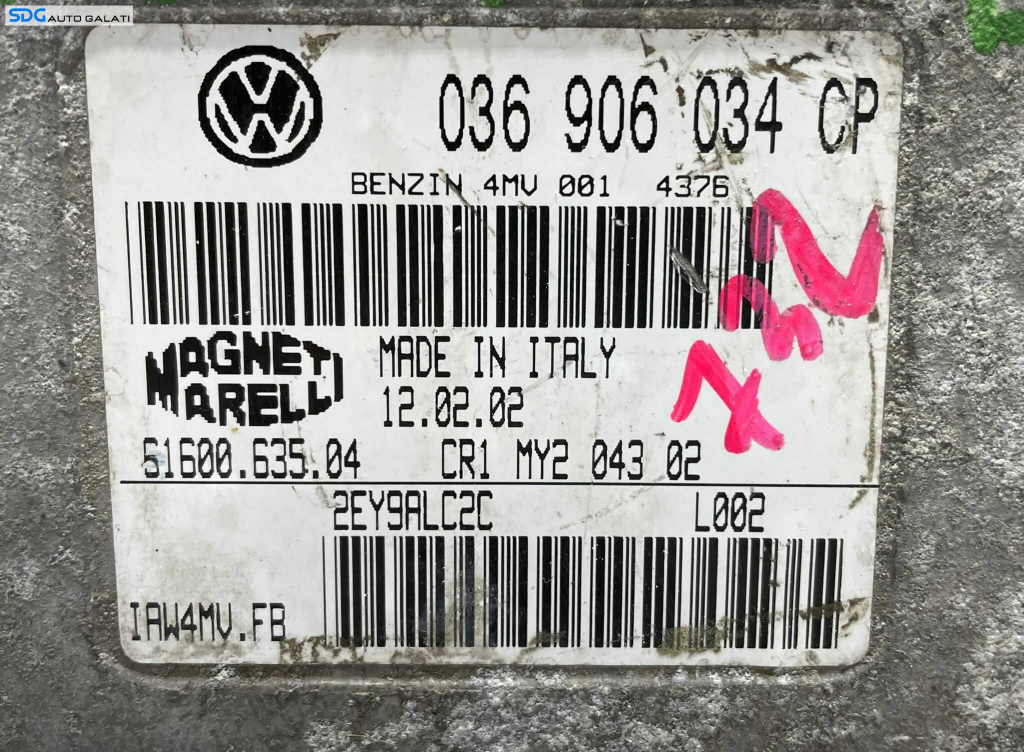 SDG AUTO GALATI
036 906 034 CP
BENZIN 4MV 001 4376
MAGNETI
MARELLI
MADE IN ITALY
12.02.02
51600.635.04 CR1 MY2 043 02
2EY9ALC2C L002
IAW4MV.FB